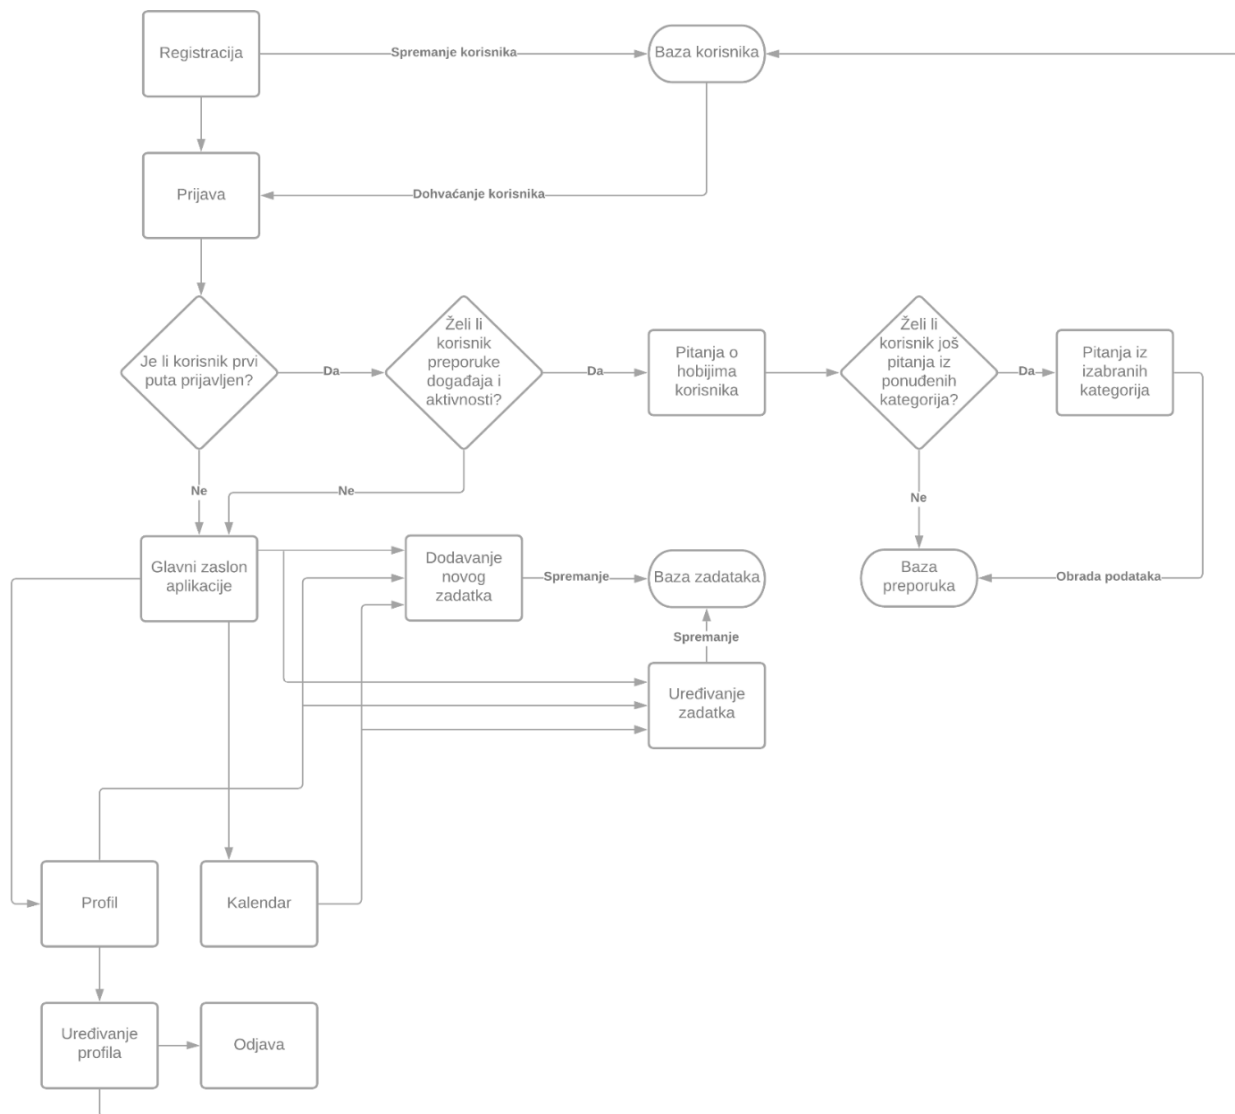 Registracija
Spremanje korisnika
Baza korisnika
Prijava
Dohvaćanje korisnika
Je li korisnik prvi
puta prijavljen?
Da
Želi li
korisnik
preporuke
događaja i
aktivnosti?
Da
Pitanja o
hobijima
korisnika
Želi li
korisnik još
pitanja iz
ponuđenih
kategorija?
Da
Pitanja iz
izabranih
kategorija
Ne
Ne
Ne
Glavni zaslon
aplikacije
Dodavanje
novog
zadatka
Spremanje
Baza zadataka
Baza
preporuka
Obrada podataka
Spremanje
Uređivanje
zadatka
Profil
Kalendar
Uređivanje
profila
Odjava